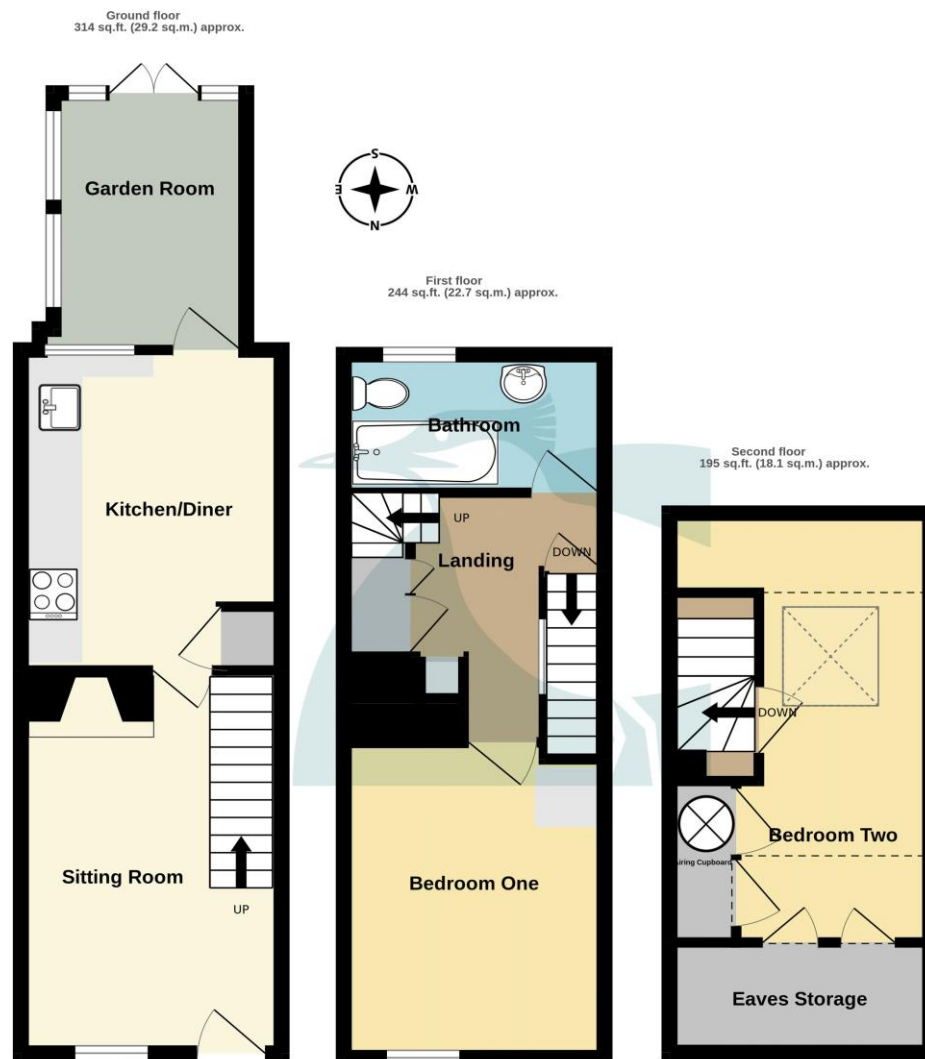 Ground floor
314 sq.ft. (29.2 sq.m.) approx.
Garden Room
S
E
W
N
Kitchen/Diner
Sitting Room
UP
First floor
244 sq.ft. (22.7 sq.m.) approx.
Bathroom
UP
Landing
DOWN
Bedroom One
Second floor
195 sq.ft. (18.1 sq.m.) approx.
DOWN
Bedroom Two
Airing Cupboard
Eaves Storage